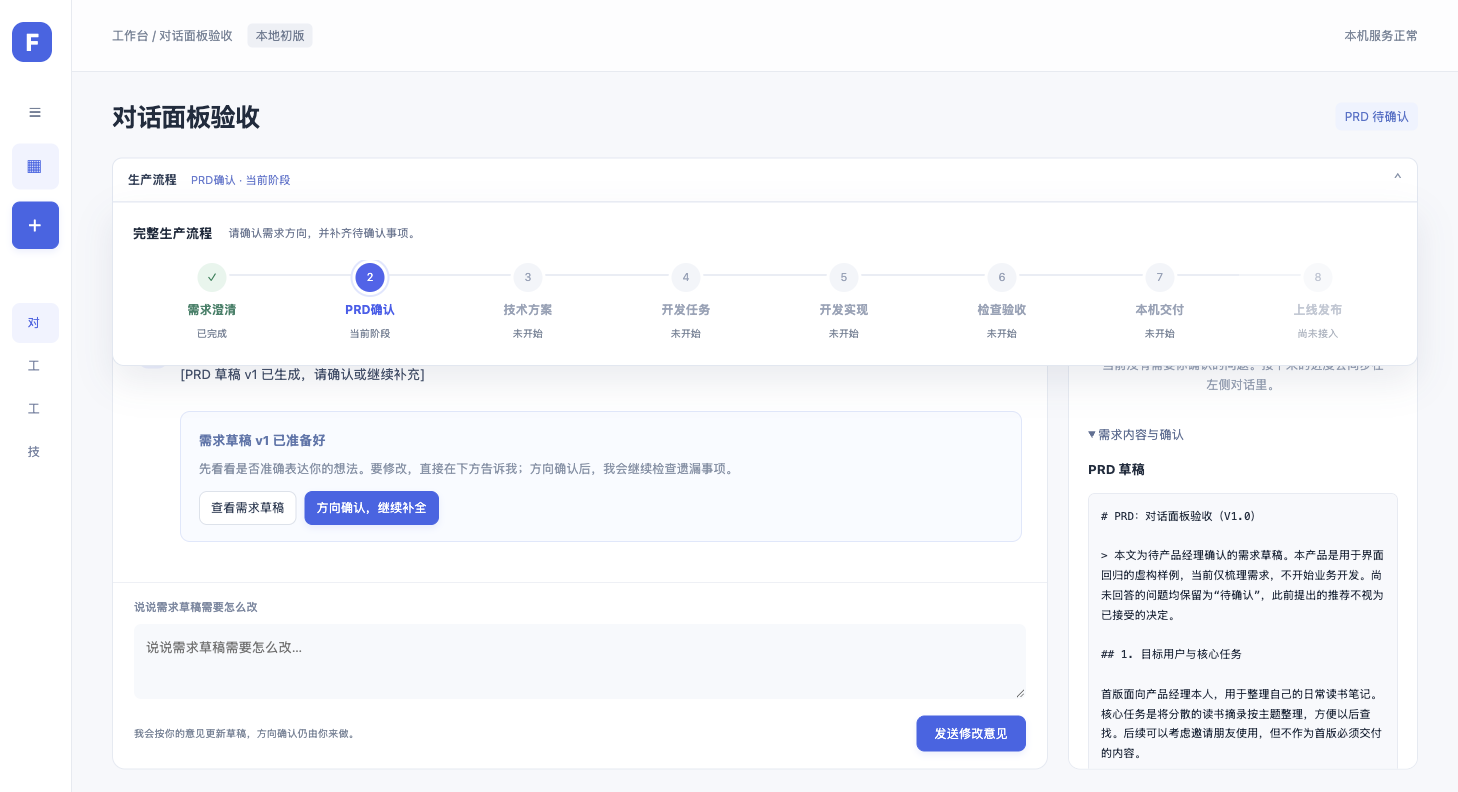 F
工作台 / 对话面板验收
本地初版
本机服务正常
对话面板验收
PRD 待确认
生产流程
PRD确认 · 当前阶段
完整生产流程
请确认需求方向，并补齐待确认事项。
✓
2
3
4
5
6
7
8
需求澄清
PRD确认
技术方案
开发任务
开发实现
检查验收
本机交付
上线发布
已完成
当前阶段
未开始
未开始
未开始
未开始
未开始
尚未接入
对
工
工
技
[PRD 草稿 v1 已生成，请确认或继续补充]
需求草稿 v1 已准备好
先看看是否准确表达你的想法。要修改，直接在下方告诉我；方向确认后，我会继续检查遗漏事项。
查看需求草稿
方向确认，继续补全
说说需求草稿需要怎么改
说说需求草稿需要怎么改...
我会按你的意见更新草稿，方向确认仍由你来做。
发送修改意见
当前没有需要你确认的问题。接下来的进度会同步在
左侧对话里。
▼需求内容与确认
PRD 草稿
# PRD：对话面板验收（V1.0）
> 本文为待产品经理确认的需求草稿。本产品是用于界面
回归的虚构样例，当前仅梳理需求，不开始业务开发。尚
未回答的问题均保留为“待确认”，此前提出的推荐不视为
已接受的决定。
## 1. 目标用户与核心任务
首版面向产品经理本人，用于整理自己的日常读书笔记。
核心任务是将分散的读书摘录按主题整理，方便以后查
找。后续可以考虑邀请朋友使用，但不作为首版必须交付
的内容。